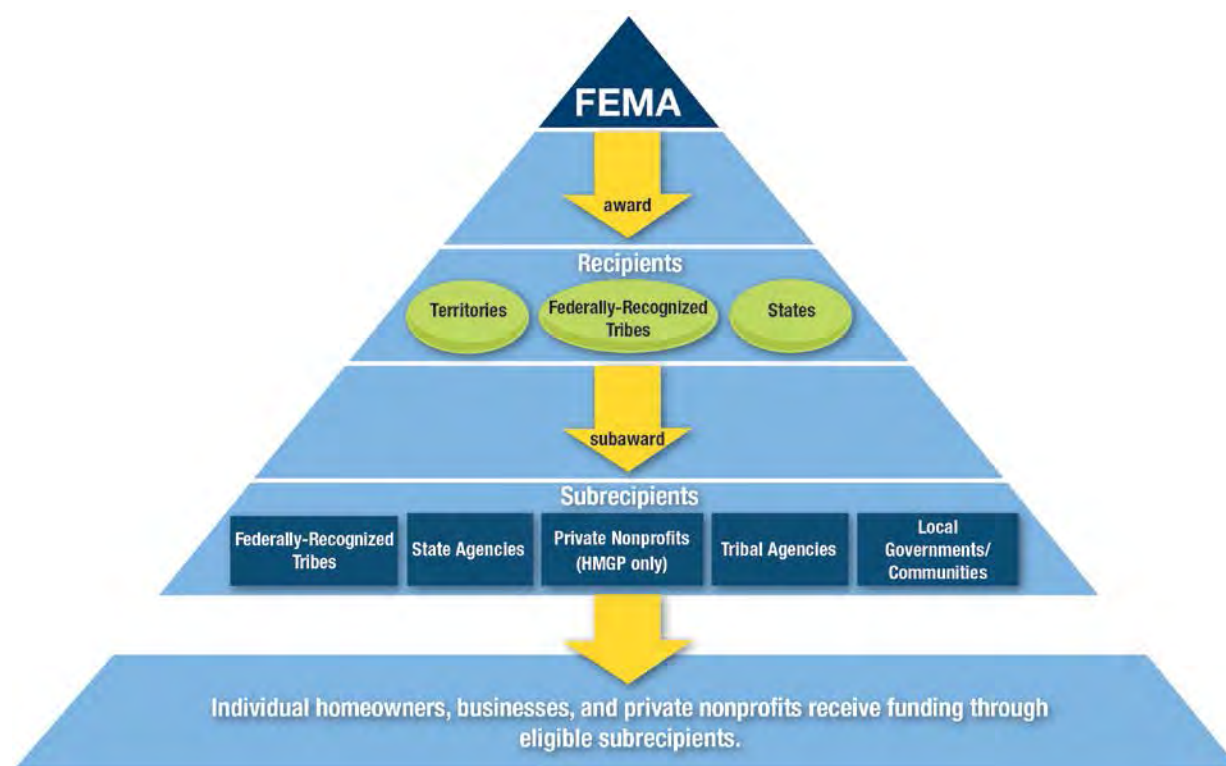 FEMA
award
Recipients
Territories
Federally-Recognized
Tribes
States
subaward
Subrecipients
Federally-Recognized
Tribes
State Agencies
Private Nonprofits
(HMGP only)
Tribal Agencies
Local
Governments/
Communities
Individual homeowners, businesses, and private nonprofits receive funding through
eligible subrecipients.